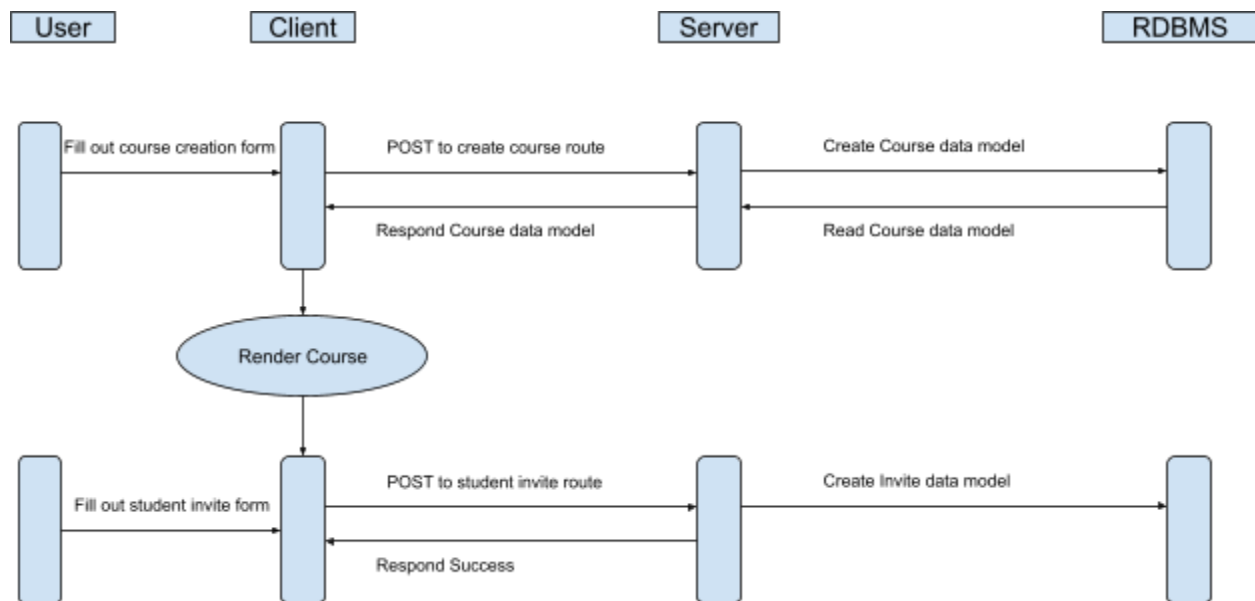 User
Client
Server
RDBMS
Fill out course creation form
POST to create course route
Create Course data model
Respond Course data model
Read Course data model
Render Course
POST to student invite route
Create Invite data model
Fill out student invite form
Respond Success